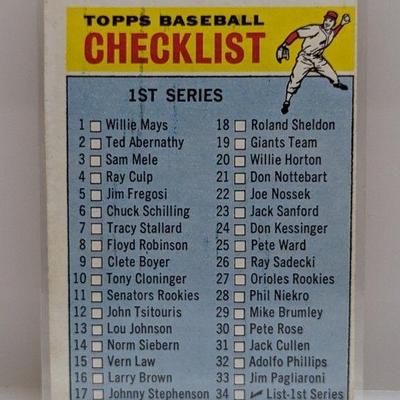 TOPPS BASEBALL
CHECKLIST
1ST SERIES
1 Willie Mays
2 Ted Abernathy
3 Sam Mele
4 Ray Culp
5 Jim Fregosi
6 Chuck Schilling
7 Tracy Stallard
8 Floyd Robinson
9 Clete Boyer
10 Tony Cloninger
11 Senators Rookies
12 John Tsitouris
13 Lou Johnson
14 Norm Siebern
15 Vern Law
16 Larry Brown
17 Johnny Stephenson
18 Roland Sheldon
19 Giants Team
20 Willie Horton
21 Don Nottebart
22 Joe Nossek
23 Jack Sanford
24 Don Kessinger
25 Pete Ward
26 Ray Sadecki
27 Orioles Rookies
28 Phil Niekro
29 Mike Brumley
30 Pete Rose
31 Jack Cullen
32 Adolfo Phillips
33 Jim Pagliaroni
34 List-1st Series